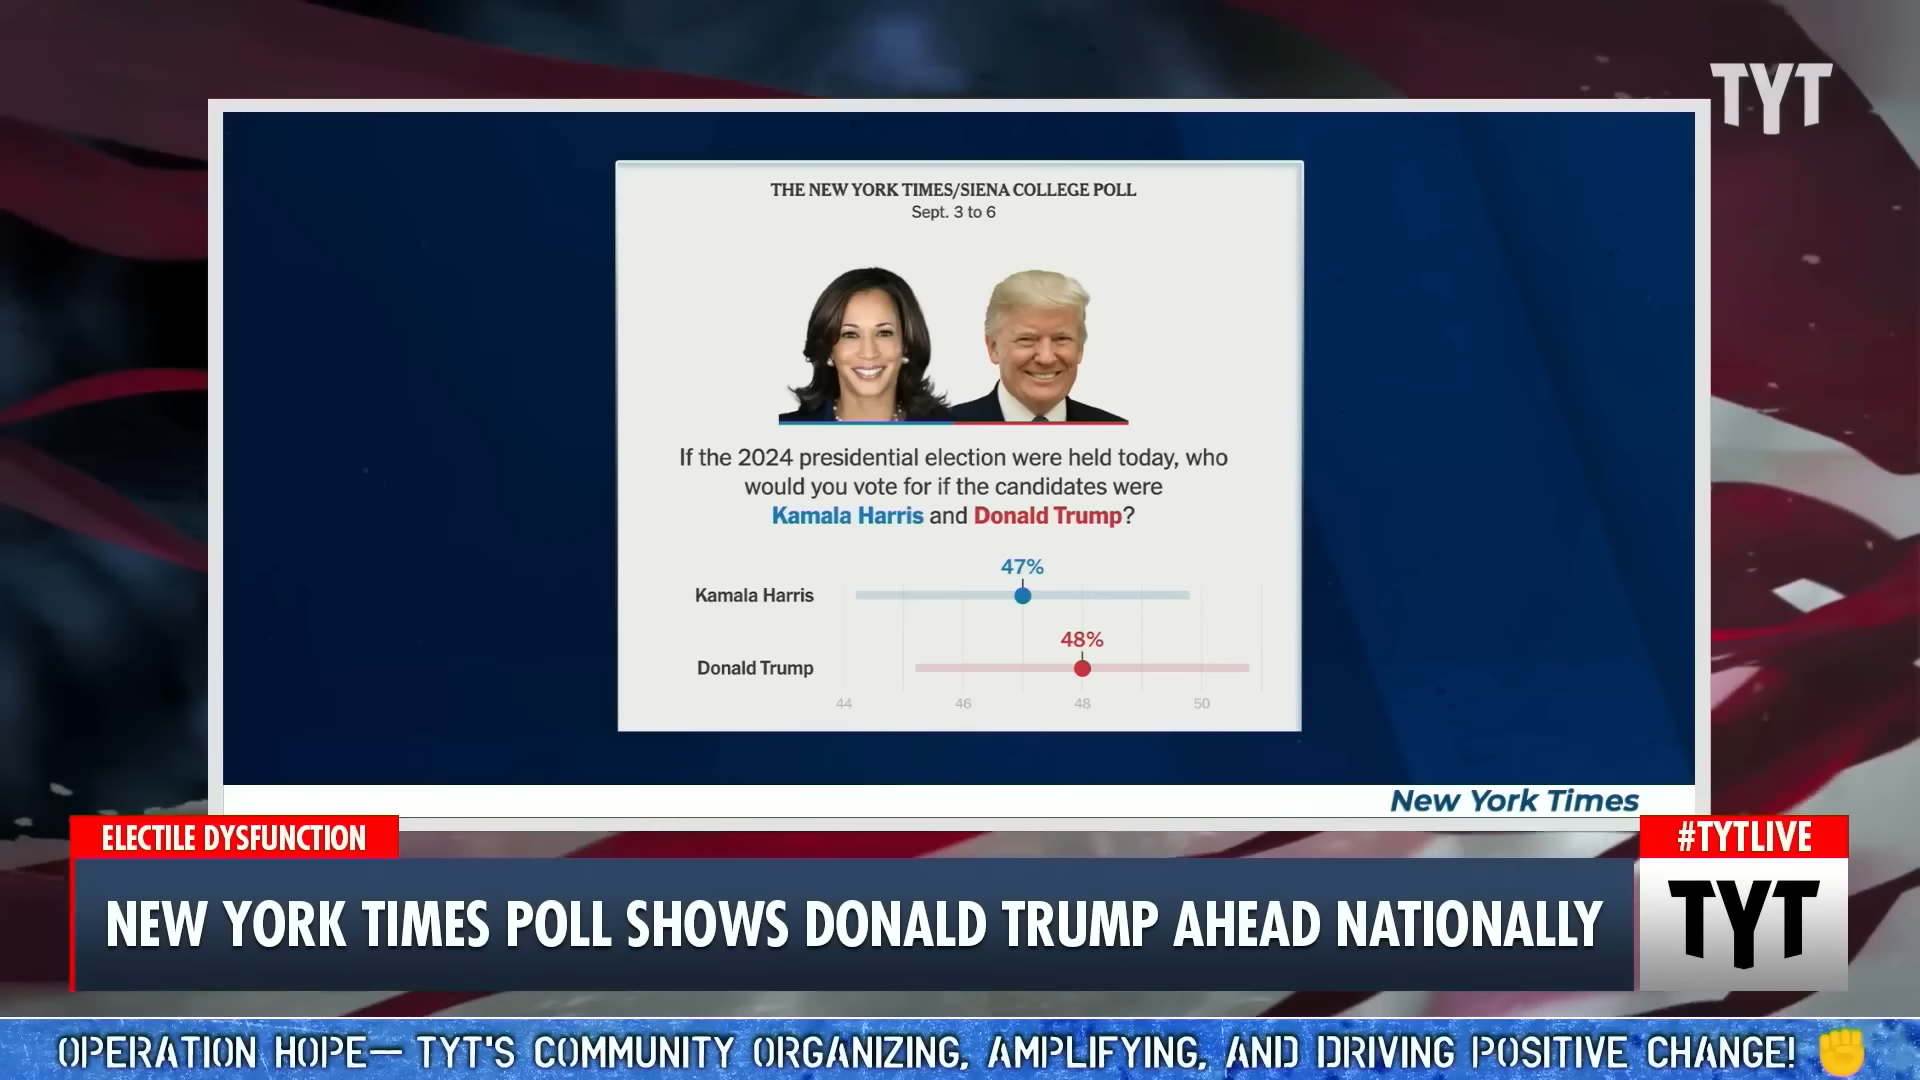 TYT
THE NEW YORK TIMES/SIENA COLLEGE POLL
Sept. 3 to 6
If the 2024 presidential election were held today, who
would you vote for if the candidates were
Kamala Harris and Donald Trump?
47%
Kamala Harris
48%
Donald Trump
44 46 48 50
New York Times
ELECTILE DYSFUNCTION
#TYTLIVE
NEW YORK TIMES POLL SHOWS DONALD TRUMP AHEAD NATIONALLY
TYT
OPERATION HOPE— TYT'S COMMUNITY ORGANIZING, AMPLIFYING, AND DRIVING POSITIVE CHANGE!